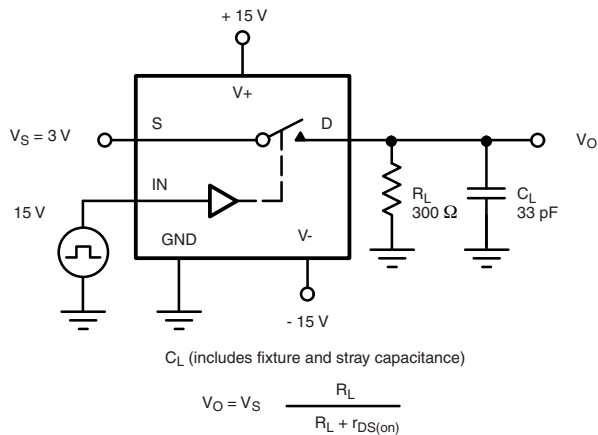 + 15 V
V+
S
D
V_S = 3 V
V_O
IN
15 V
R_L
300 Ω
C_L
33 pF
GND
V-
- 15 V
C_L (includes fixture and stray capacitance)
V_O = V_S R_L / R_L + r_DS(on)